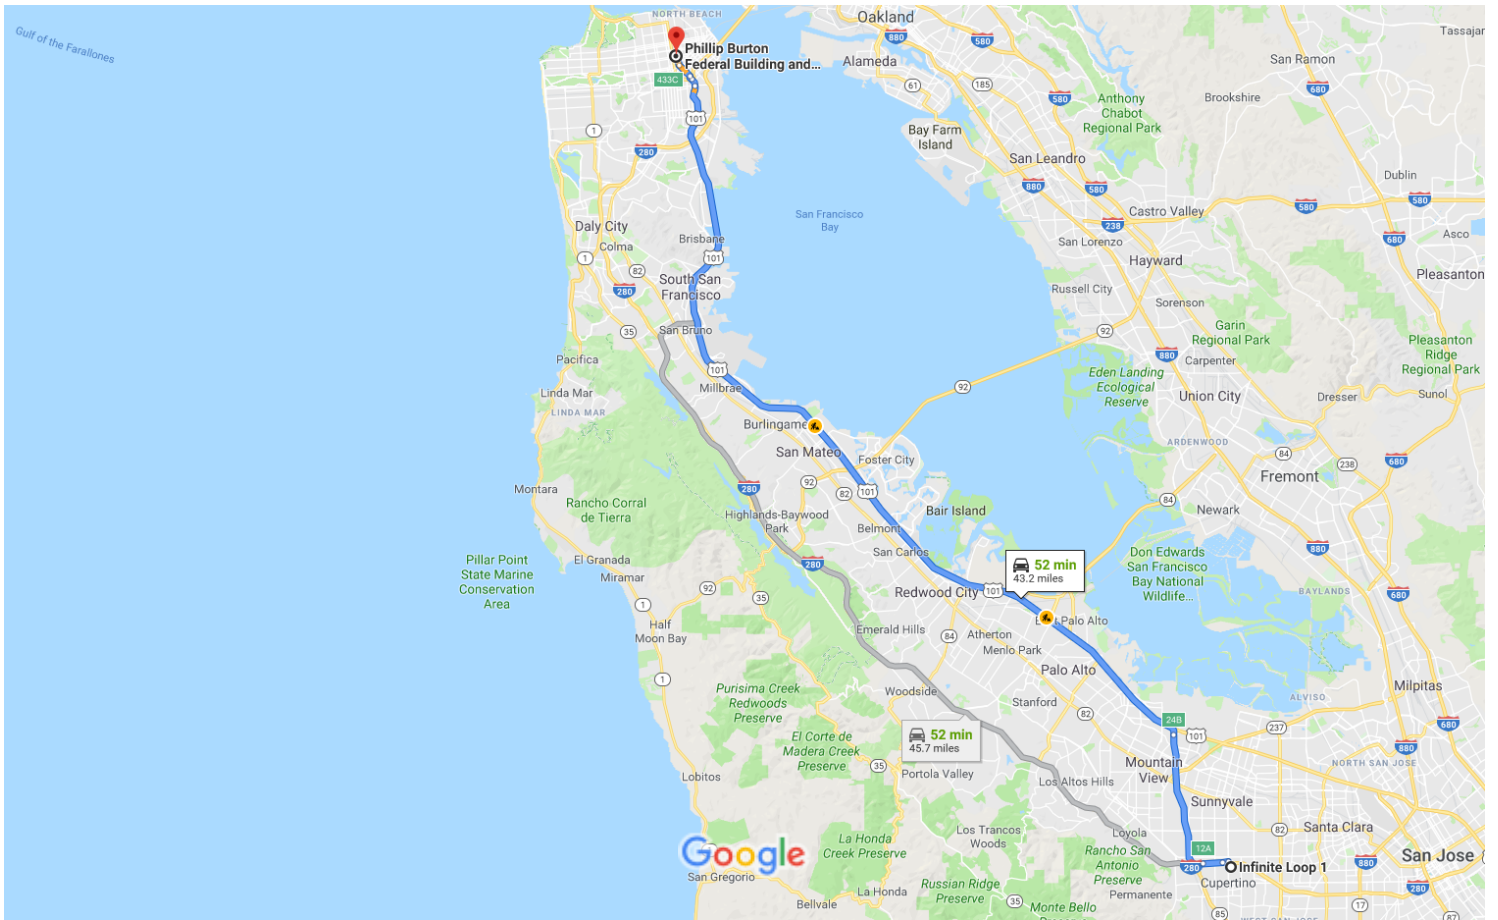 NORTH BEACH
Oakland
Gulf of the Farallones
Tassajar
880
580
Phillip Burton
Federal Building and...
Alameda
San Ramon
433C
61
185
680
Brookshire
580
Anthony
Chabot
Regional Park
101
1
Bay Farm
Island
280
San Leandro
880
580
Dublin
680
580
580
San Francisco
Bay
Castro Valley
238
Daly City
Brisbane
San Lorenzo
680
Asco
Colma
1
101
82
Hayward
Pleasanton
South San
Francisco
280
Russell City
Sorenson
35
San Bruno
92
Garin
Regional Park
Pleasanton
Ridge
Regional Park
Pacifica
101
880
Carpenter
Millbrae
Eden Landing
Ecological
Reserve
92
Linda Mar
LINDA MAR
Union City
Dresser
Sunol
Burlingame
ARDENWOOD
San Mateo
84
Foster City
238
680
Fremont
92
280
82
101
Montara
84
Rancho Corral
de Tierra
Highlands-Baywood
Park
Bair Island
Newark
Belmont
880
San Carlos
52 min
43.2 miles
Don Edwards
San Francisco
Bay National
Wildlife...
Pillar Point
State Marine
Conservation
Area
El Granada
280
Miramar
92
35
101
Redwood City
BAYLANDS
680
1
Half
Moon Bay
Emerald Hills
84
Atherton
Palo Alto
Menlo Park
Palo Alto
1
Purisima Creek
Redwoods
Preserve
Woodside
Stanford
ALVISO
Milpitas
82
24B
237
680
52 min
45.7 miles
101
El Corte de
Madera Creek
Preserve
880
35
Mountain
View
NORTH SAN JOSE
Lobitos
Portola Valley
Los Altos Hills
680
Sunnyvale
Los Trancos
Woods
Loyola
82
Santa Clara
La Honda
Creek Preserve
12A
Google
Rancho San
Antonio
Preserve
280
Infinite Loop 1
880
San Jose
San Gregorio
Russian Ridge
Preserve
Cupertino
280
La Honda
Permanente
35
17
Bellvale
Monte Bello
85
87
WEST SAN JOSE